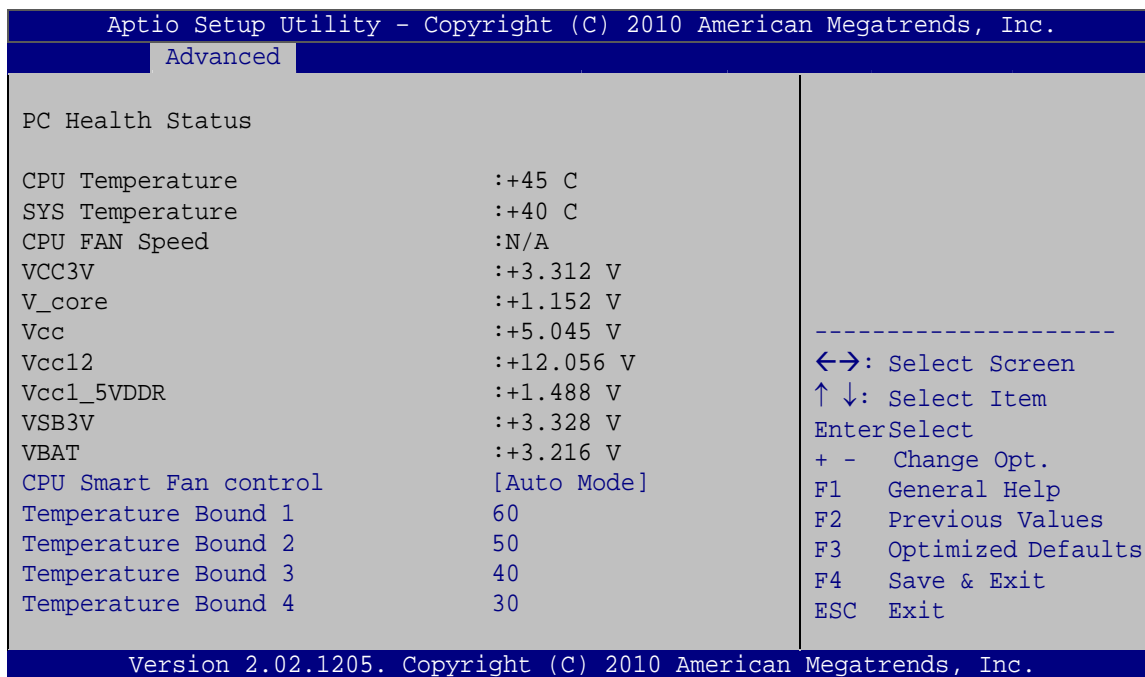 Aptio Setup Utility – Copyright (C) 2010 American Megatrends, Inc.
Advanced
PC Health Status
CPU Temperature :+45 C
SYS Temperature :+40 C
CPU FAN Speed :N/A
VCC3V :+3.312 V
V_core :+1.152 V
Vcc :+5.045 V
Vcc12 :+12.056 V
Vcc1_5VDDR :+1.488 V
VSB3V :+3.328 V
VBAT :+3.216 V
CPU Smart Fan control [Auto Mode]
Temperature Bound 1 60
Temperature Bound 2 50
Temperature Bound 3 40
Temperature Bound 4 30
---------------------
←→: Select Screen
↑ ↓: Select Item
EnterSelect
+ - Change Opt.
F1 General Help
F2 Previous Values
F3 Optimized Defaults
F4 Save & Exit
ESC Exit
Version 2.02.1205. Copyright (C) 2010 American Megatrends, Inc.